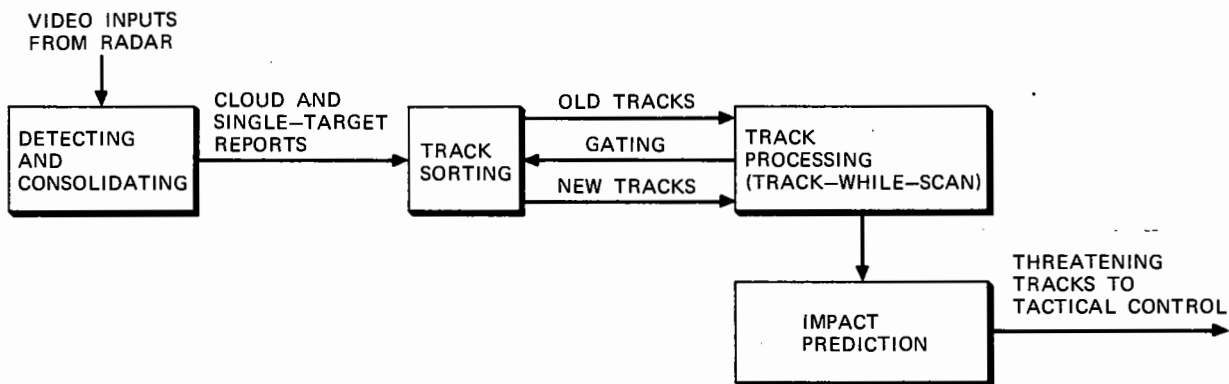 VIDEO INPUTS
FROM RADAR
DETECTING
AND
CONSOLIDATING
CLOUD AND
SINGLE–TARGET
REPORTS
TRACK
SORTING
OLD TRACKS
GATING
NEW TRACKS
TRACK
PROCESSING
(TRACK–WHILE–SCAN)
IMPACT
PREDICTION
THREATENING
TRACKS TO
TACTICAL CONTROL